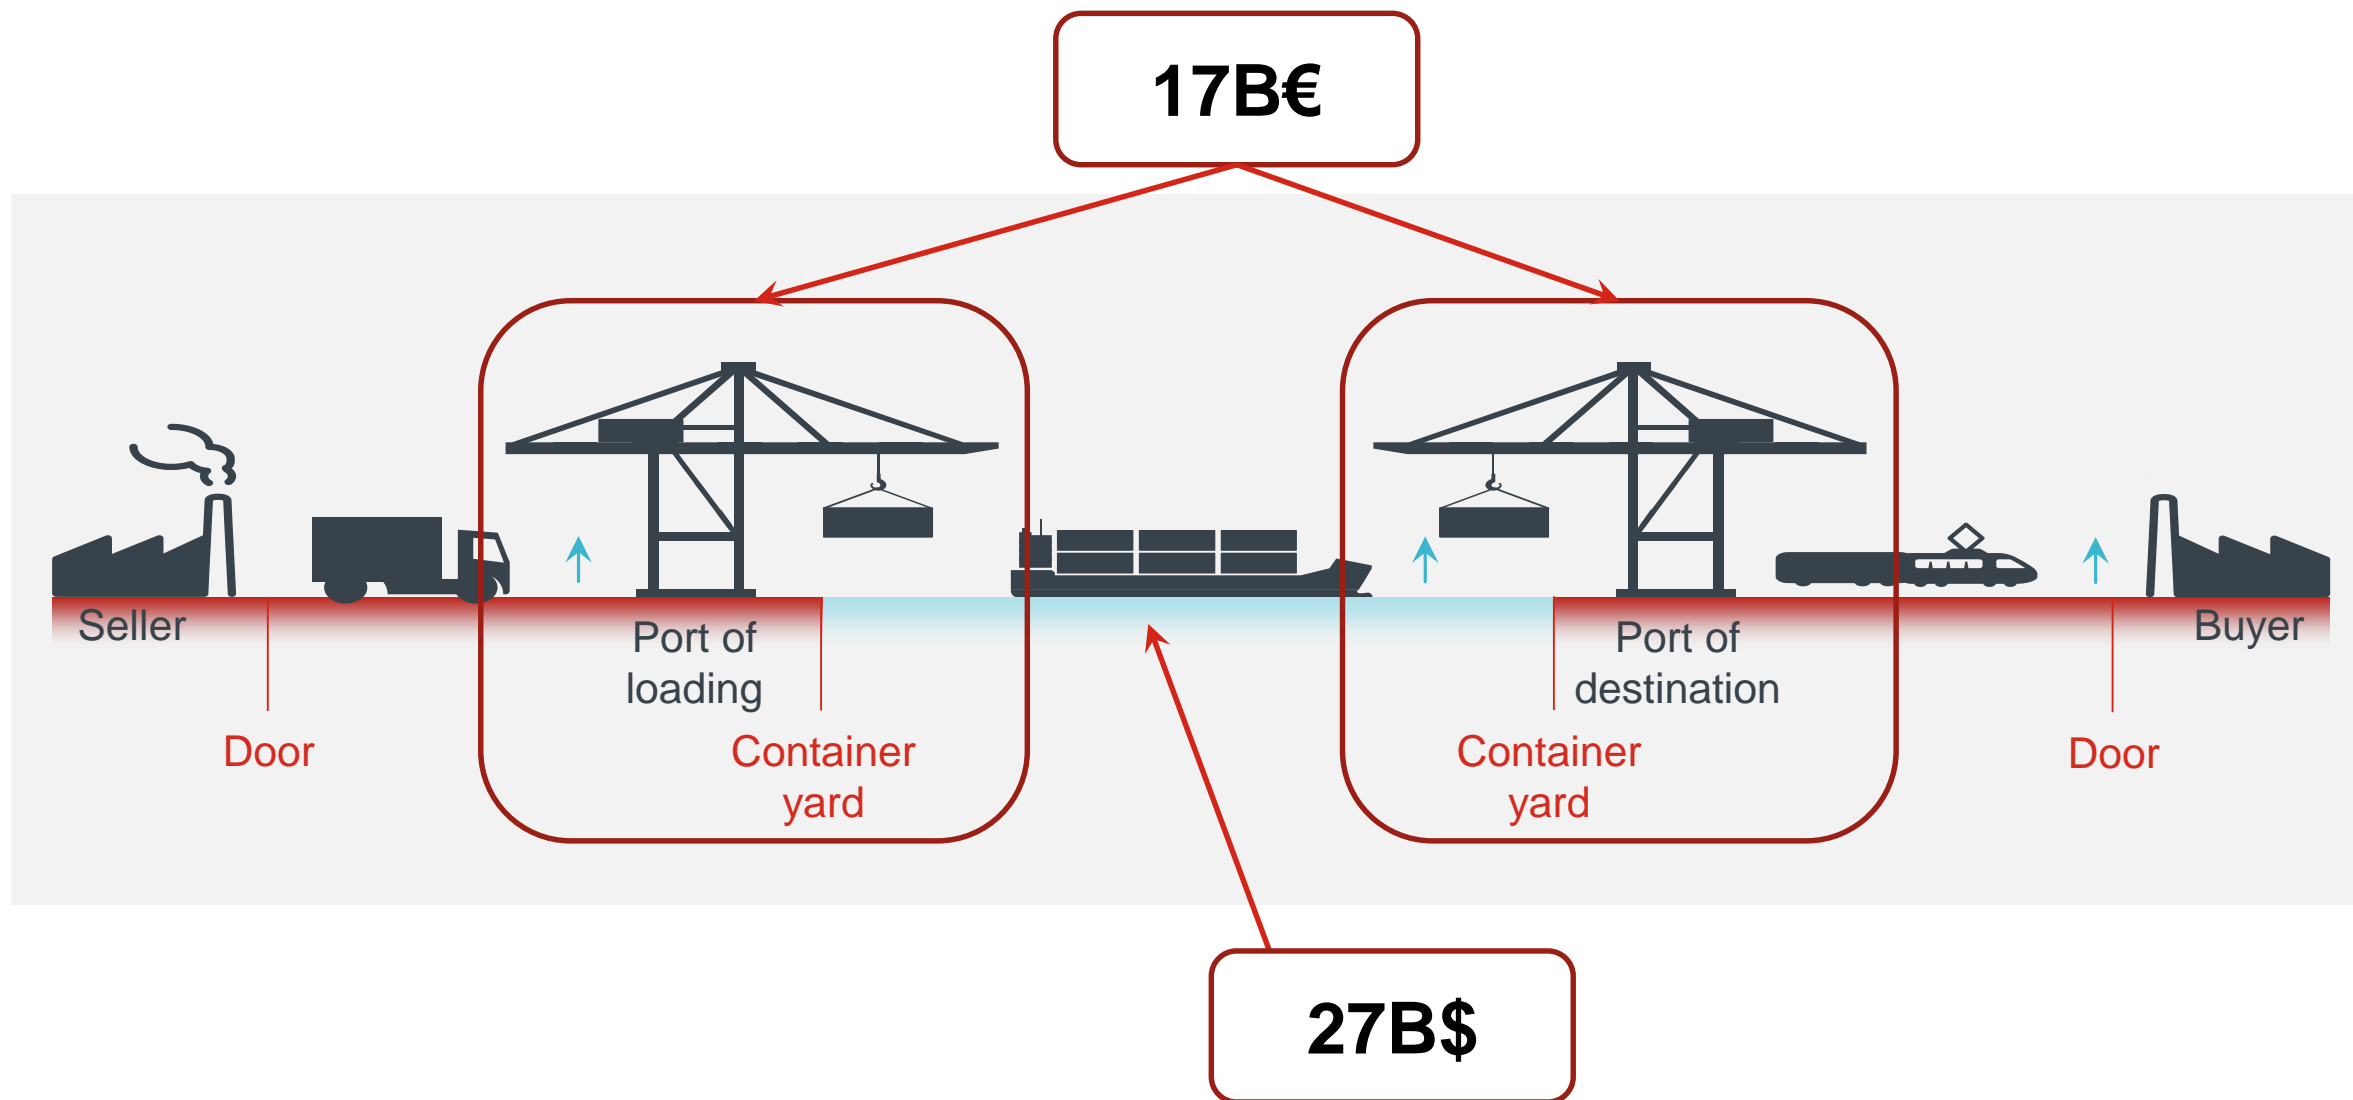 17B€
Seller
Port of
loading
Port of
destination
Buyer
Door
Container
yard
Container
yard
Door
27B$